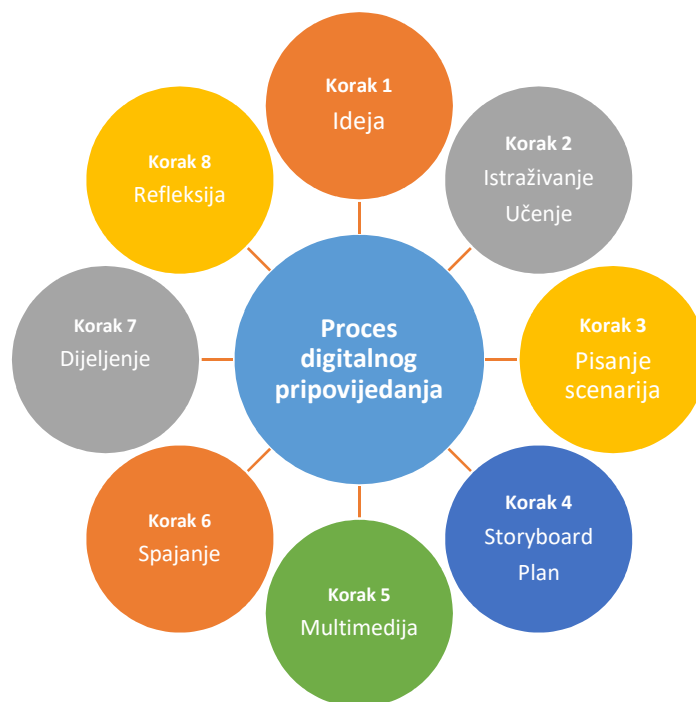 Korak 1
Ideja
Korak 2
Istraživanje
Učenje
Korak 3
Pisanje
scenarija
Korak 4
Storyboard
Plan
Korak 5
Multimedija
Korak 6
Spajanje
Korak 7
Dijeljenje
Korak 8
Refleksija
Proces
digitalnog
pripovijedanja